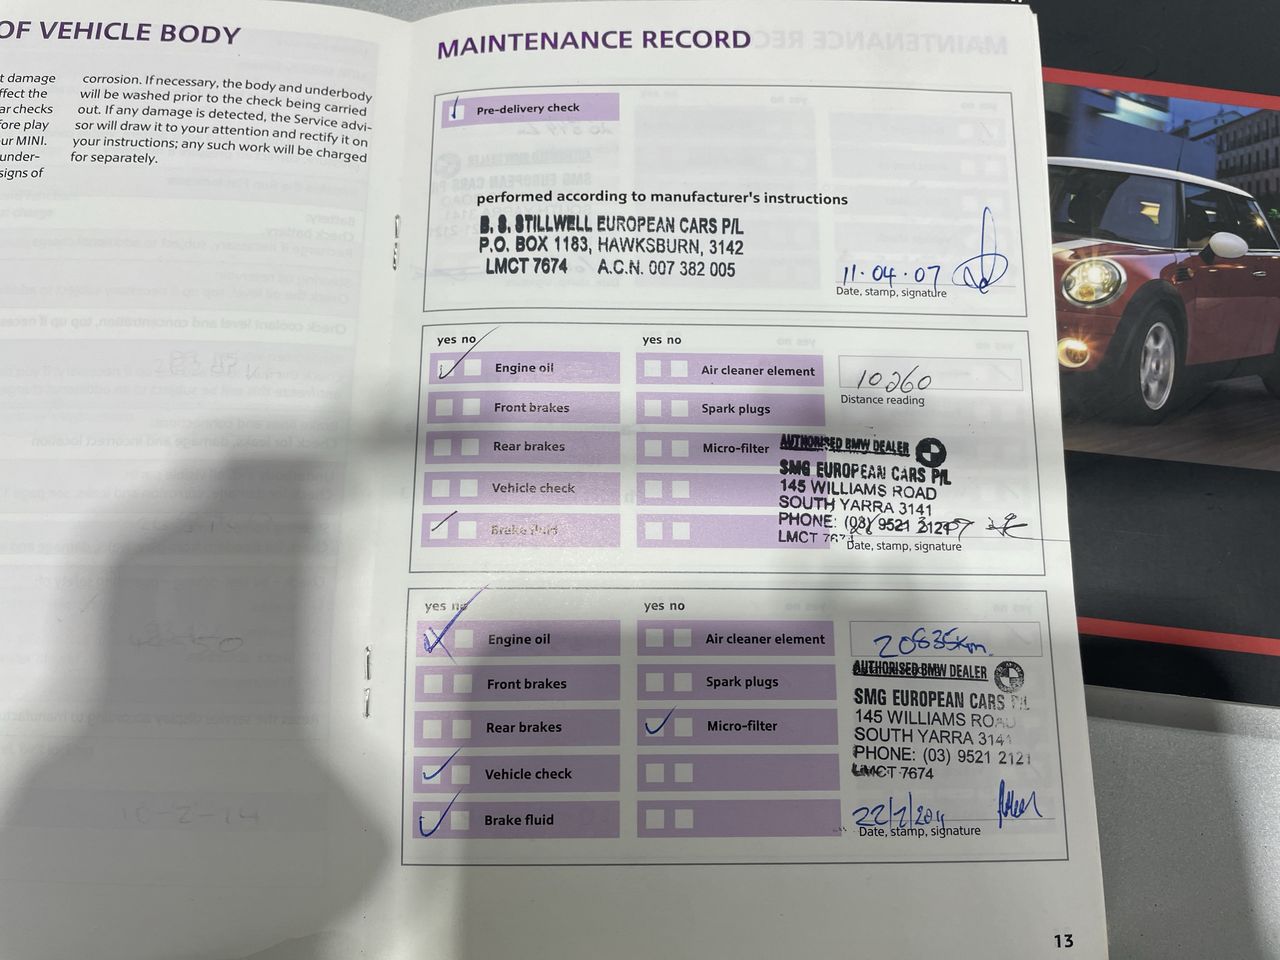 OF VEHICLE BODY
t damage
ffect the
ar checks
fore play
ur MINI.
under-
signs of
corrosion. If necessary, the body and underbody
will be washed prior to the check being carried
out. If any damage is detected, the Service advi-
sor will draw it to your attention and rectify it on
your instructions; any such work will be charged
for separately.
MAINTENANCE RECORD
Pre-delivery check
performed according to manufacturer's instructions
B. S. STILLWELL EUROPEAN CARS P/L
P.O. BOX 1183, HAWKSBURN, 3142
LMCT 7674 A.C.N. 007 382 005
11·04·07
Date, stamp, signature
yes no
Engine oil
Front brakes
Rear brakes
Vehicle check
Brake fluid
yes no
Air cleaner element
Spark plugs
Micro-filter
10260
Distance reading
AUTHORISED BMW DEALER
SMG EUROPEAN CARS P/L
145 WILLIAMS ROAD
SOUTH YARRA 3141
PHONE: (03) 9521 2121
LMCT 7674
Date, stamp, signature
yes no
Engine oil
Front brakes
Rear brakes
Vehicle check
Brake fluid
yes no
Air cleaner element
Spark plugs
Micro-filter
20835km.
AUTHORISED BMW DEALER
SMG EUROPEAN CARS P/L
145 WILLIAMS ROAD
SOUTH YARRA 3141
PHONE: (03) 9521 2121
LMCT 7674
Date, stamp, signature
13